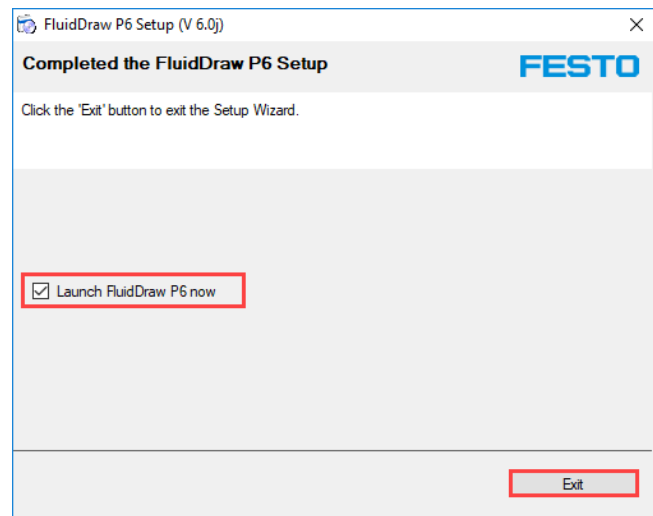 FluidDraw P6 Setup (V 6.0j)
Completed the FluidDraw P6 Setup
FESTO
Click the 'Exit' button to exit the Setup Wizard.
Launch FluidDraw P6 now
Exit